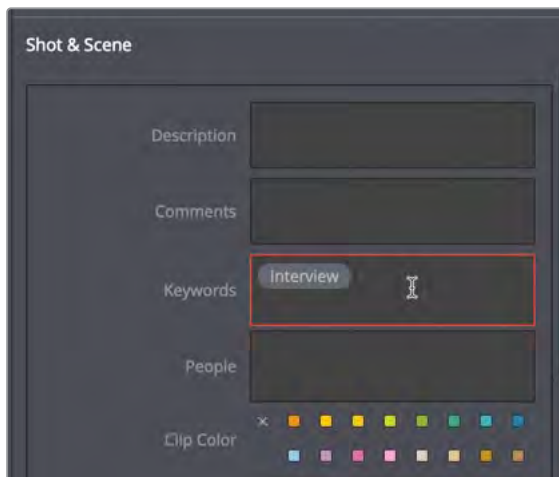 Shot & Scene
Description
Comments
Keywords
Interview
People
Clip Color